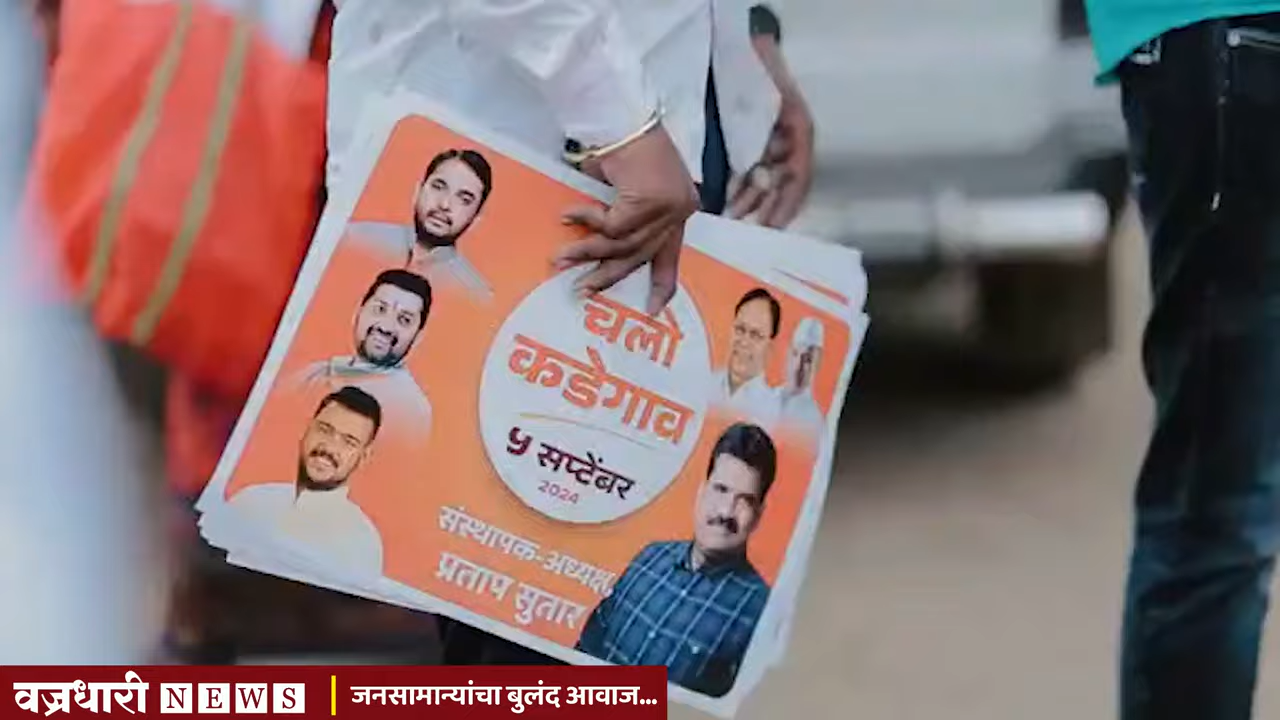 चलो
कडेगाव
५ सप्टेंबर
2024
संस्थापक-अध्यक्ष
प्रताप सुतार
वज्रधारी NEWS | जनसामान्यांचा बुलंद आवाज...